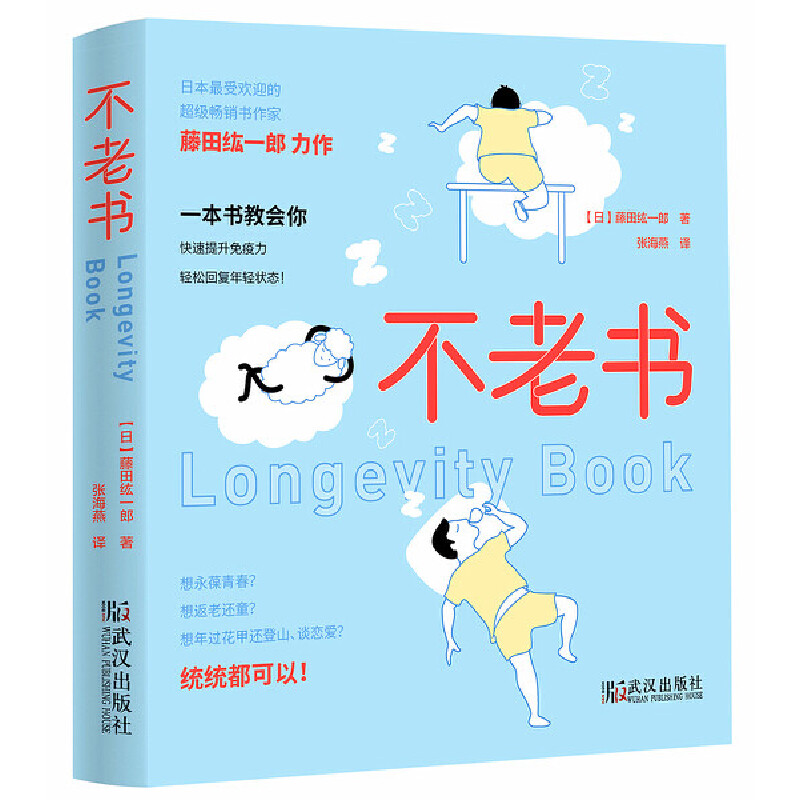 不老书
Longevity
Book
【日】藤田纮一郎 著
张海燕 译
版武汉出版社
WUHAN PUBLISHING HOUSE
日本最受欢迎的
超级畅销书作家
藤田纮一郎 力作
一本书教会你
快速提升免疫力
轻松回复年轻状态！
【日】藤田纮一郎 著
张海燕 译
不老书
Longevity Book
想永葆青春？
想返老还童？
想年过花甲还登山、谈恋爱？
统统都可以！
版武汉出版社
WUHAN PUBLISHING HOUSE